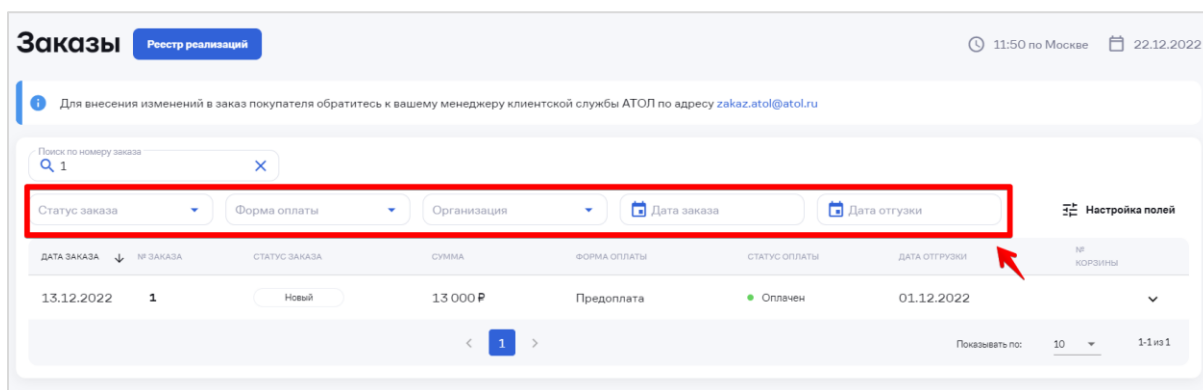 Заказы Реестр реализаций 11:50 по Москве 22.12.2022
Для внесения изменений в заказ покупателя обратитесь к вашему менеджеру клиентской службы АТОЛ по адресу zakaz.atol@atol.ru
Поиск по номеру заказа
1
Статус заказа Форма оплаты Организация Дата заказа Дата отгузки Настройка полей
ДАТА ЗАКАЗА № ЗАКАЗА СТАТУС ЗАКАЗА СУММА ФОРМА ОПЛАТЫ СТАТУС ОПЛАТЫ ДАТА ОТГРУЗКИ №
КОРЗИНЫ
13.12.2022 1 Новый 13 000 ₽ Предоплата Оплачен 01.12.2022
< 1 > Показывать по: 10 1-1 из 1